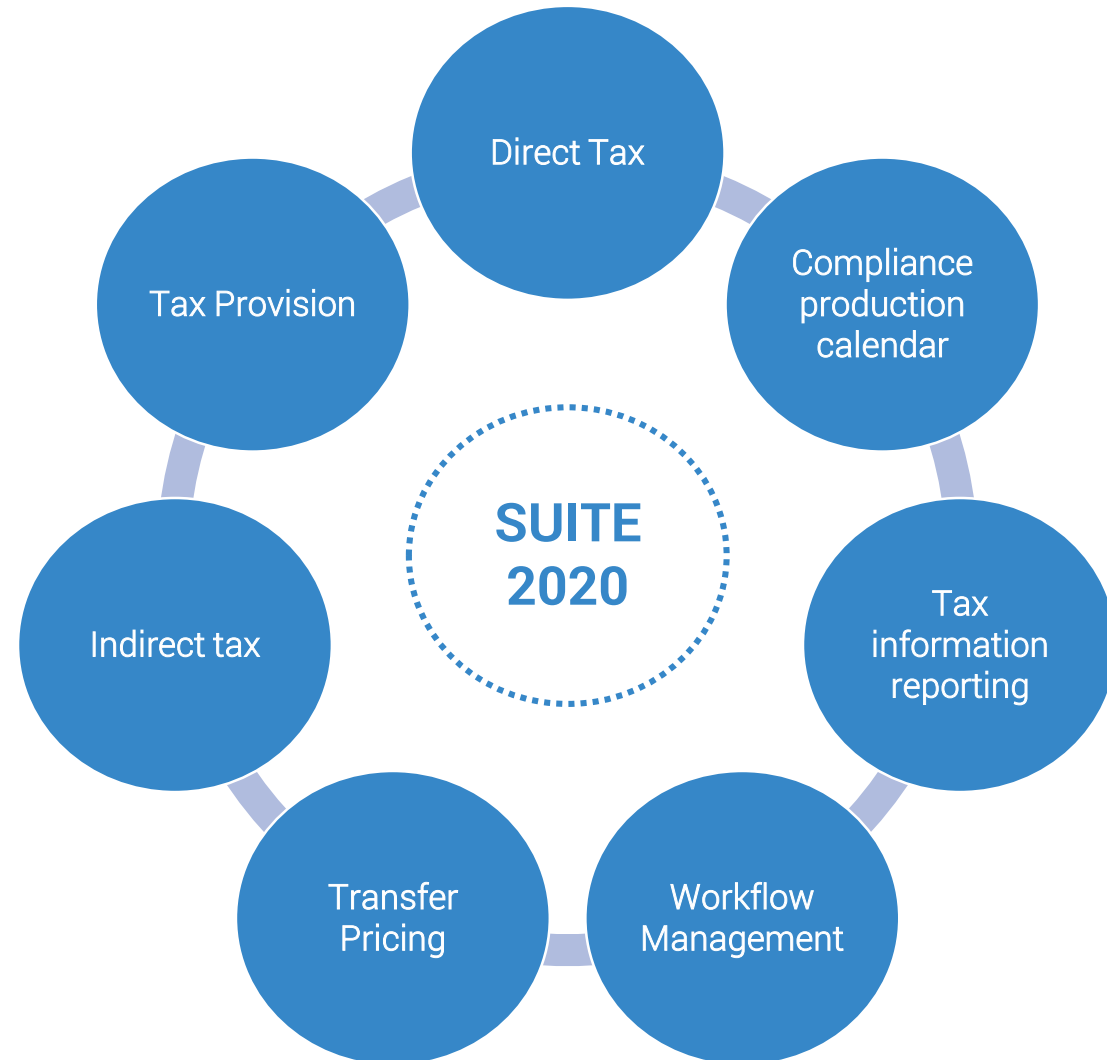 Direct Tax
Compliance
production
calendar
Tax
information
reporting
Workflow
Management
Transfer
Pricing
Indirect tax
Tax Provision
SUITE
2020